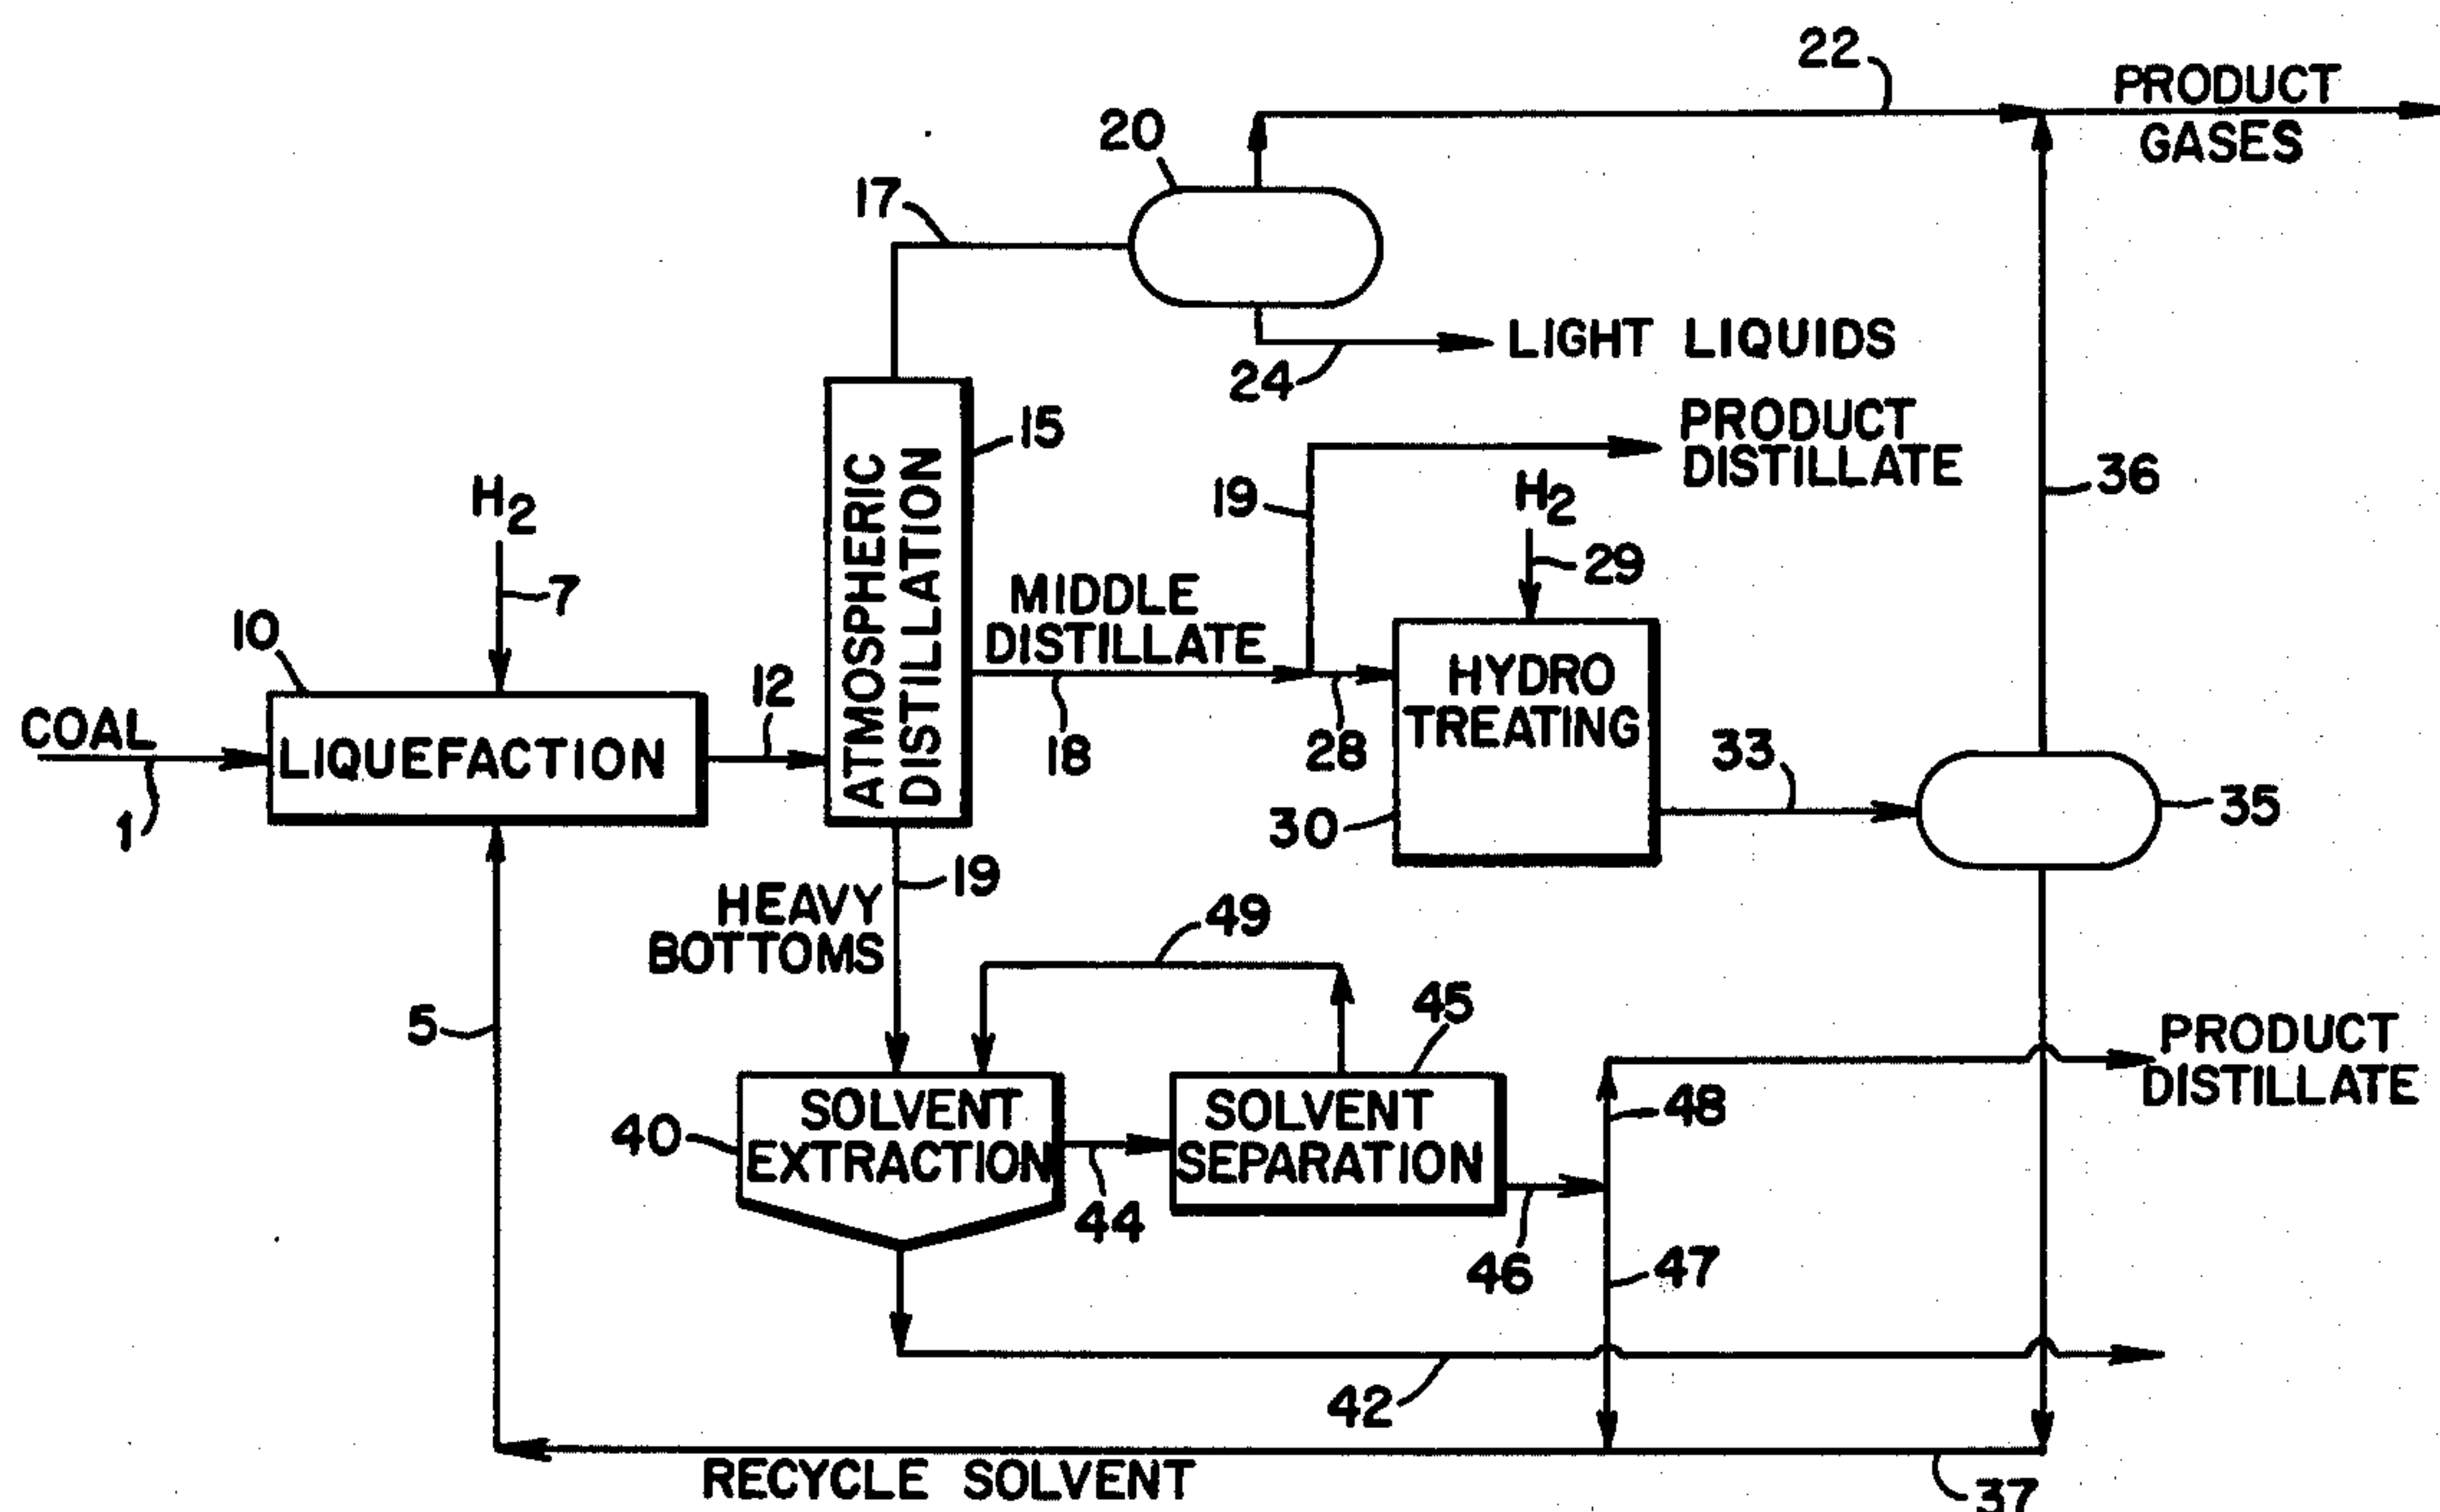 22
PRODUCT
GASES
20
17
LIGHT LIQUIDS
24
15
PRODUCT
DISTILLATE
19
H2
29
36
H2
7
10
ATMOSPHERIC
DISTILLATION
MIDDLE
DISTILLATE
18
28
HYDRO
TREATING
30
33
35
12
COAL
1
LIQUEFACTION
19
HEAVY
BOTTOMS
49
45
5
40
SOLVENT
EXTRACTION
44
SOLVENT
SEPARATION
46
48
PRODUCT
DISTILLATE
47
42
RECYCLE SOLVENT
37